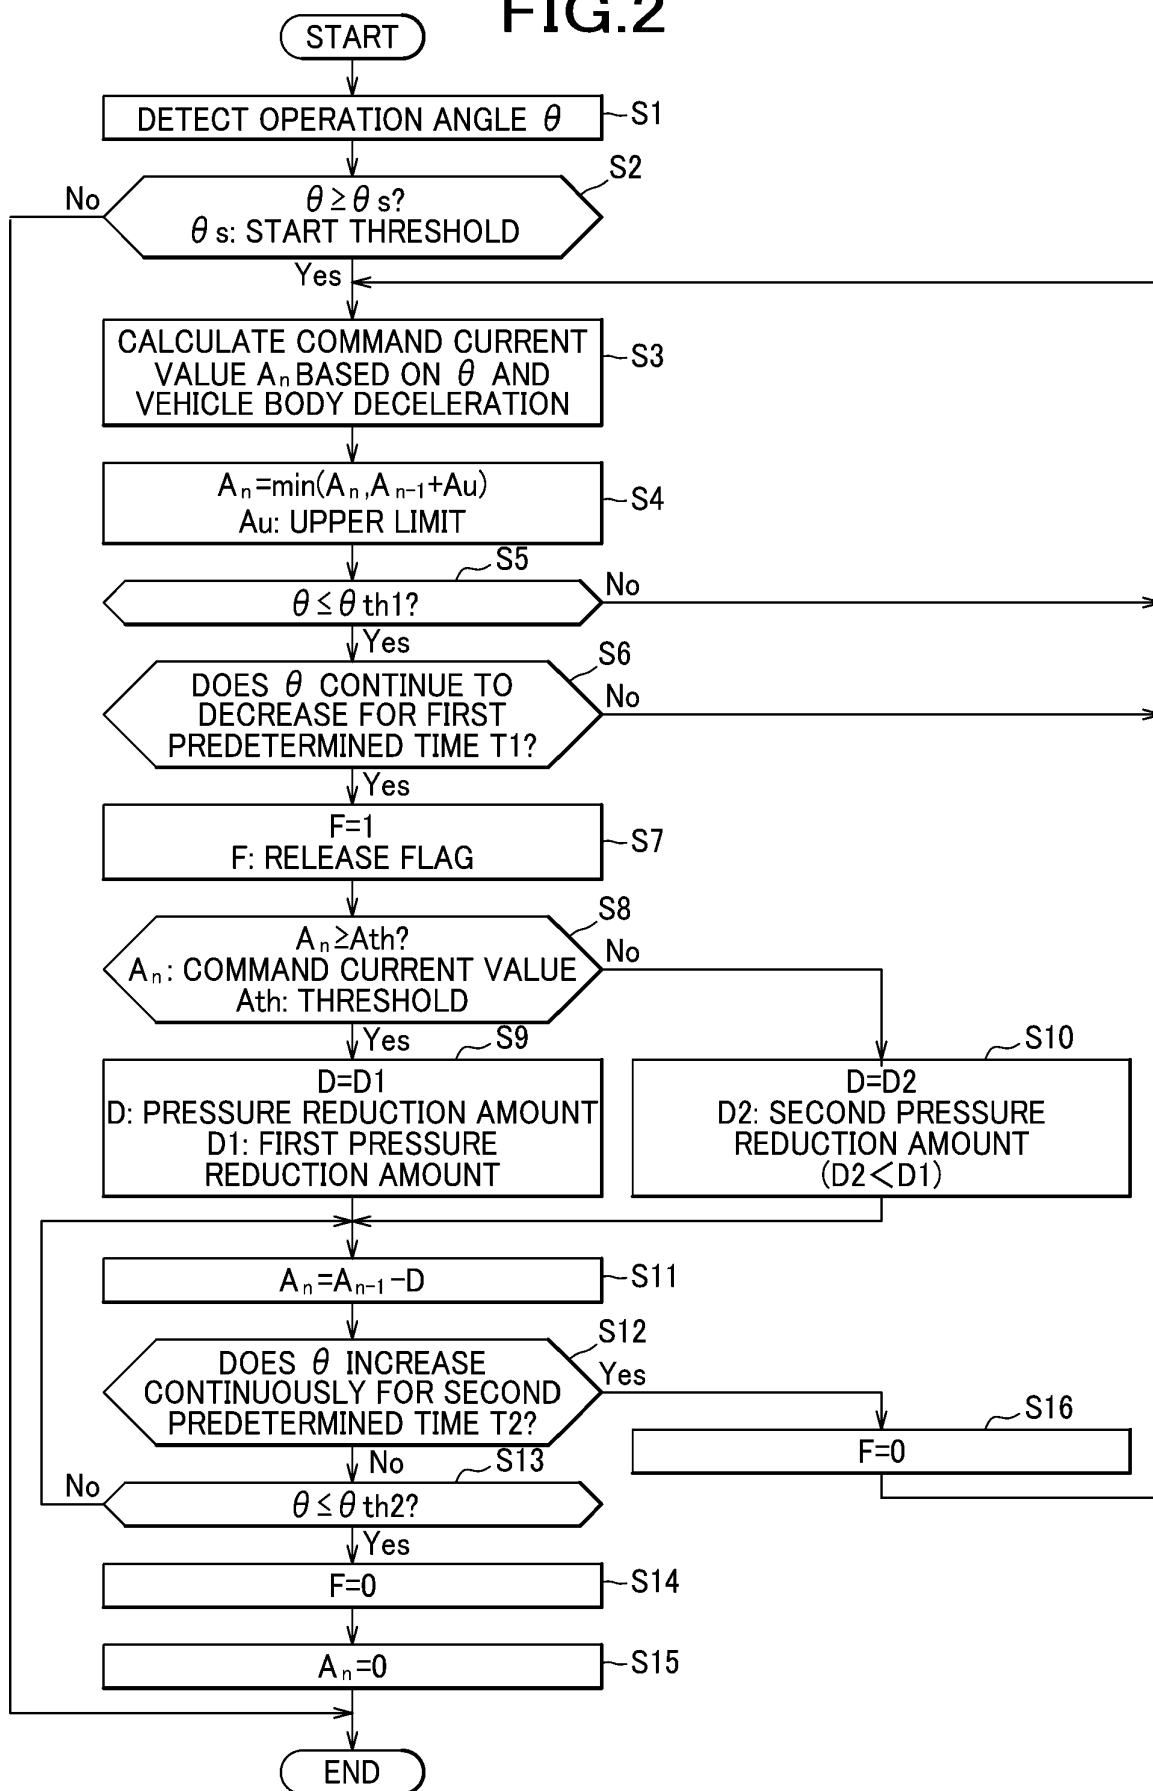 FIG.2
START
DETECT OPERATION ANGLE θ
S1
S2
No
θ ≥ θ s?
θ s: START THRESHOLD
Yes
CALCULATE COMMAND CURRENT
VALUE Aₙ BASED ON θ AND
VEHICLE BODY DECELERATION
S3
Aₙ=min(Aₙ,Aₙ₋₁+Au)
Au: UPPER LIMIT
S4
S5
θ ≤ θ th1?
No
Yes
S6
DOES θ CONTINUE TO
DECREASE FOR FIRST
PREDETERMINED TIME T1?
No
Yes
F=1
F: RELEASE FLAG
S7
S8
Aₙ≥Ath?
Aₙ: COMMAND CURRENT VALUE
Ath: THRESHOLD
No
Yes
S9
D=D1
D: PRESSURE REDUCTION AMOUNT
D1: FIRST PRESSURE
REDUCTION AMOUNT
S10
D=D2
D2: SECOND PRESSURE
REDUCTION AMOUNT
(D2<D1)
Aₙ=Aₙ₋₁-D
S11
S12
DOES θ INCREASE
CONTINUOUSLY FOR SECOND
PREDETERMINED TIME T2?
Yes
No
S16
F=0
S13
No
θ ≤ θ th2?
Yes
F=0
S14
Aₙ=0
S15
END